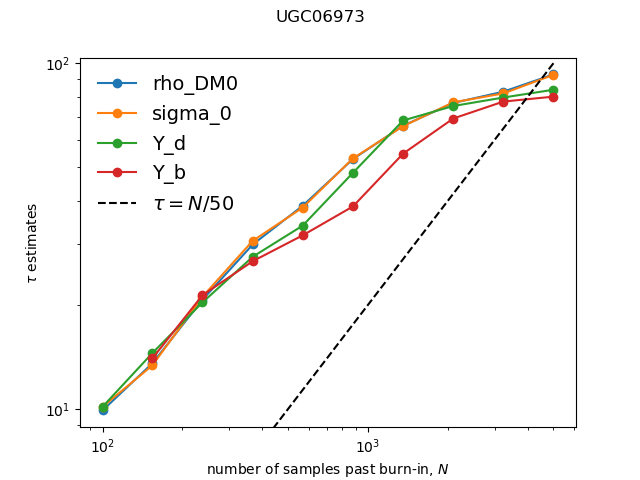 UGC06973
10²
rho_DM0
sigma_0
Y_d
Y_b
τ = N/50
τ estimates
10¹
10² 10³
number of samples past burn-in, N